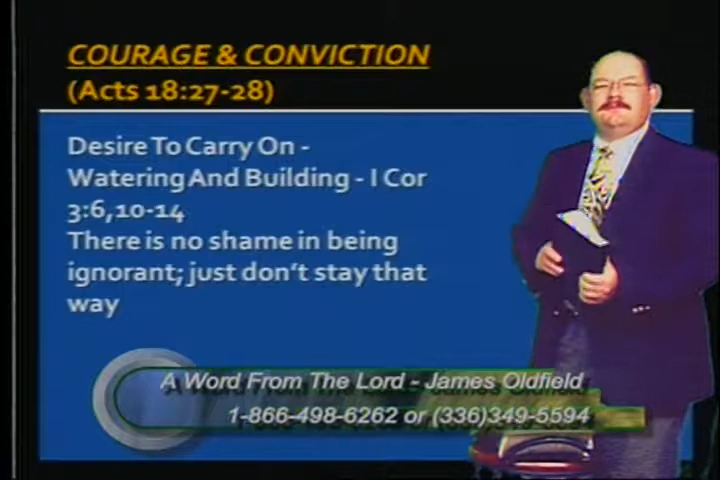 COURAGE & CONVICTION
(Acts 18:27-28)
Desire To Carry On -
Watering And Building - I Cor
3:6,10-14
There is no shame in being
ignorant; just don't stay that
way
A Word From The Lord - James Oldfield
1-866-498-6262 or (336)349-5594